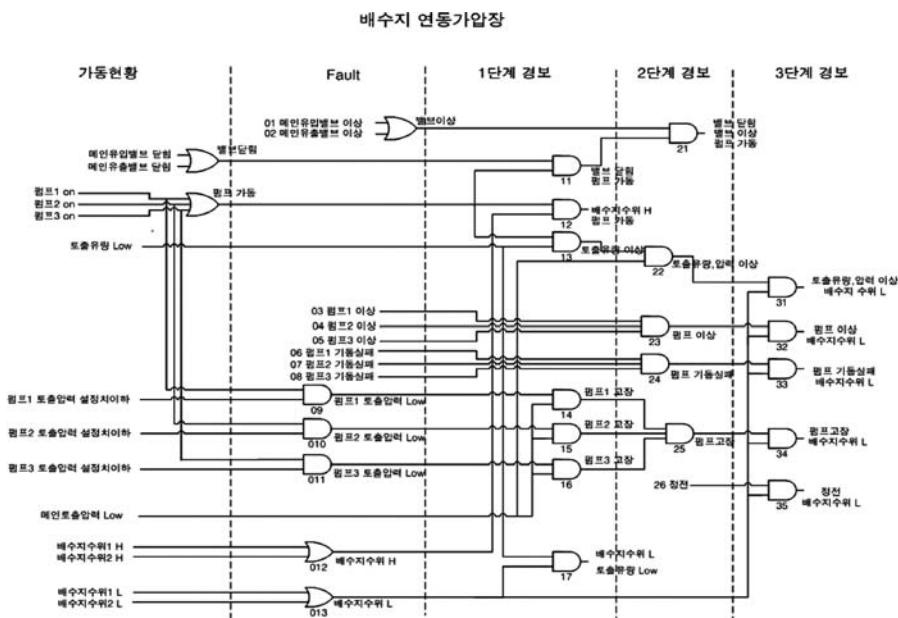 배수지 연동가압장
가동현황
Fault
1단계 경보
2단계 경보
3단계 경보
01 메인유입밸브 이상
02 메인유출밸브 이상
밸브이상
21
밸브 닫힘
밸브 이상
펌프 가동
메인유입밸브 닫힘
메인유출밸브 닫힘
밸브닫힘
11
밸브 닫힘
펌프 가동
펌프1 on
펌프2 on
펌프3 on
펌프 가동
12
배수지수위 H
펌프 가동
토출유량 Low
13
토출유량 이상
22
토출유량,압력 이상
31
토출유량,압력 이상
배수지 수위 L
03 펌프1 이상
04 펌프2 이상
05 펌프3 이상
23
펌프 이상
32
펌프 이상
배수지수위 L
06 펌프1 기동실패
07 펌프2 기동실패
08 펌프3 기동실패
24
펌프 기동실패
33
펌프 기동실패
배수지수위 L
펌프1 토출압력 설정치이하
09
펌프1 토출압력 Low
14
펌프1 고장
펌프2 토출압력 설정치이하
010
펌프2 토출압력 Low
15
펌프2 고장
25
펌프고장
34
펌프고장
배수지수위 L
펌프3 토출압력 설정치이하
011
펌프3 토출압력 Low
16
펌프3 고장
26 정전
35
정전
배수지수위 L
메인토출압력 Low
배수지수위1 H
배수지수위2 H
012
배수지수위 H
17
배수지수위 L
토출유량 Low
배수지수위1 L
배수지수위2 L
013
배수지수위 L